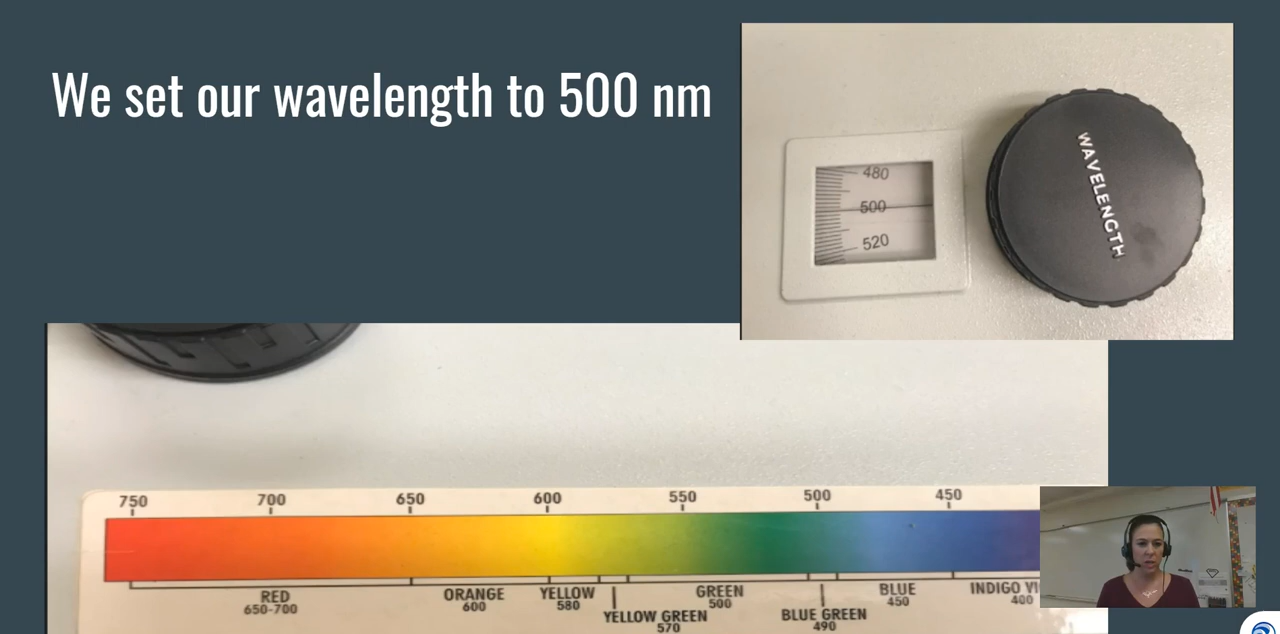 We set our wavelength to 500 nm
480
500
520
WAVELENGTH
750 700 650 600 550 500 450
RED
650-700
ORANGE
600
YELLOW
580
YELLOW GREEN
570
GREEN
500
BLUE GREEN
490
BLUE
450
INDIGO
400